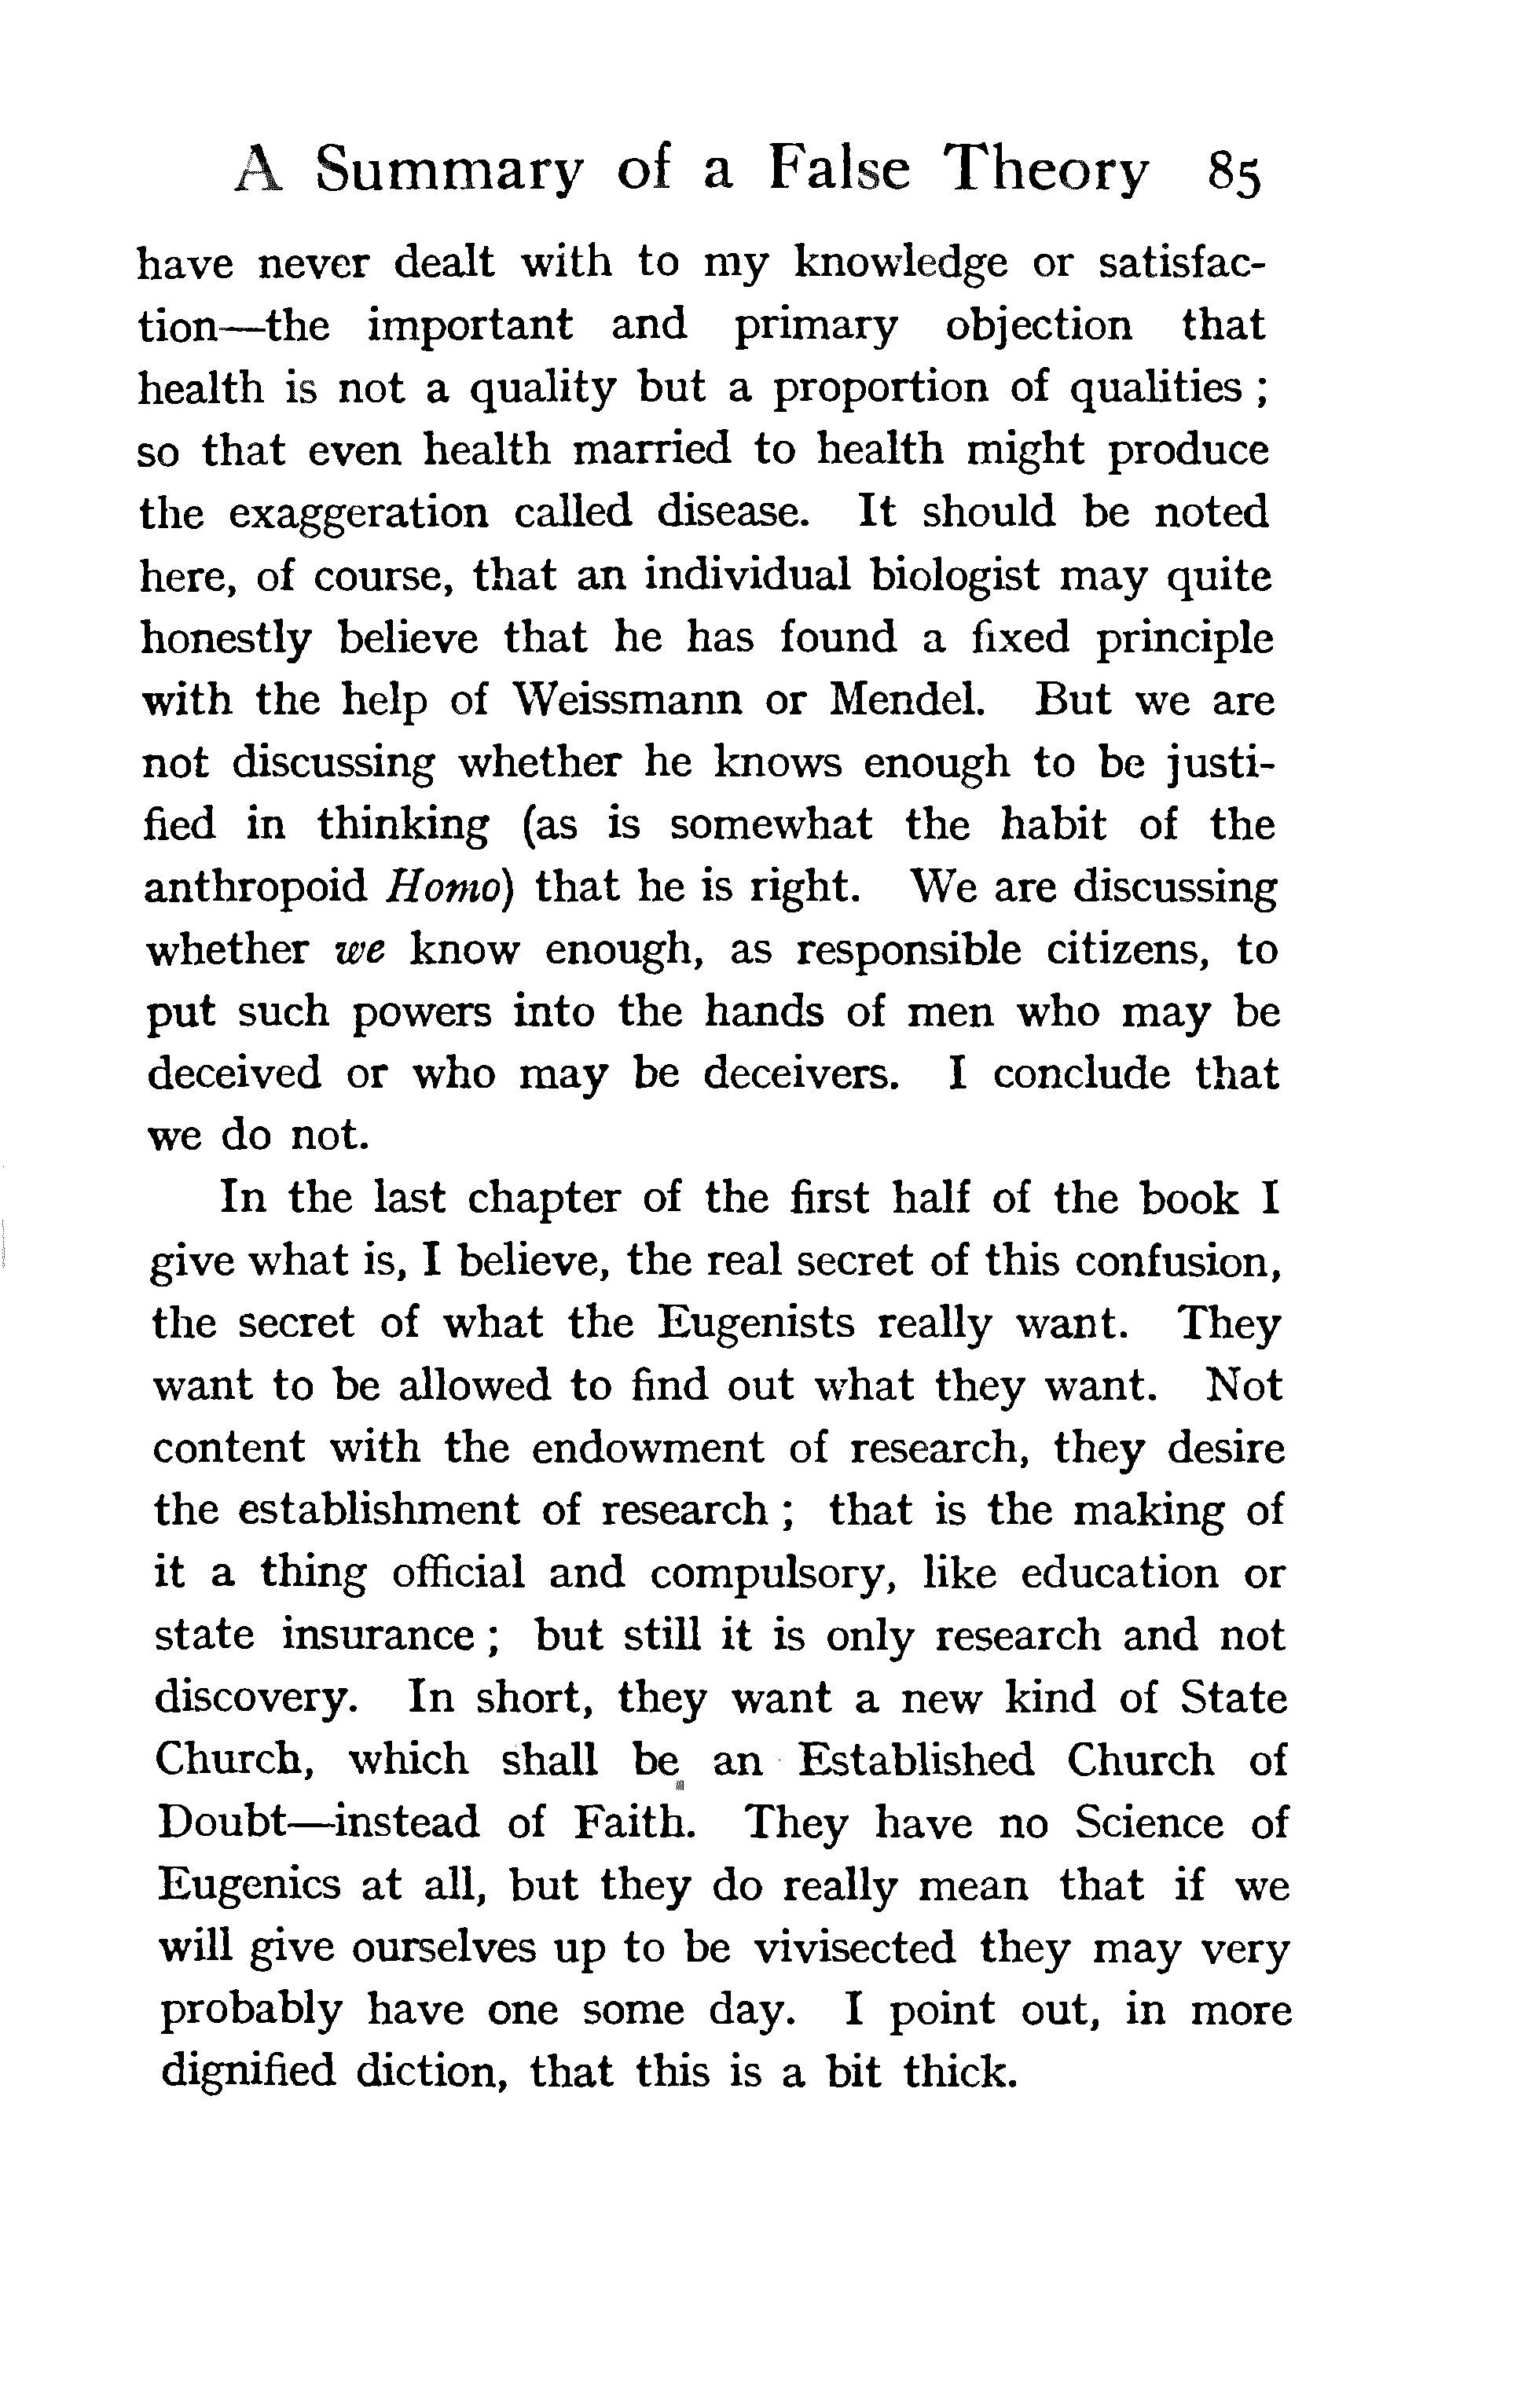 A Summary of a False Theory 85
have never dealt with to my knowledge or satisfac-
tion—the important and primary objection that
health is not a quality but a proportion of qualities ;
so that even health married to health might produce
the exaggeration called disease. It should be noted
here, of course, that an individual biologist may quite
honestly believe that he has found a fixed principle
with the help of Weissmann or Mendel. But we are
not discussing whether he knows enough to be justi-
fied in thinking (as is somewhat the habit of the
anthropoid Homo) that he is right. We are discussing
whether we know enough, as responsible citizens, to
put such powers into the hands of men who may be
deceived or who may be deceivers. I conclude that
we do not.
In the last chapter of the first half of the book I
give what is, I believe, the real secret of this confusion,
the secret of what the Eugenists really want. They
want to be allowed to find out what they want. Not
content with the endowment of research, they desire
the establishment of research ; that is the making of
it a thing official and compulsory, like education or
state insurance ; but still it is only research and not
discovery. In short, they want a new kind of State
Church, which shall be an Established Church of
Doubt—instead of Faith. They have no Science of
Eugenics at all, but they do really mean that if we
will give ourselves up to be vivisected they may very
probably have one some day. I point out, in more
dignified diction, that this is a bit thick.